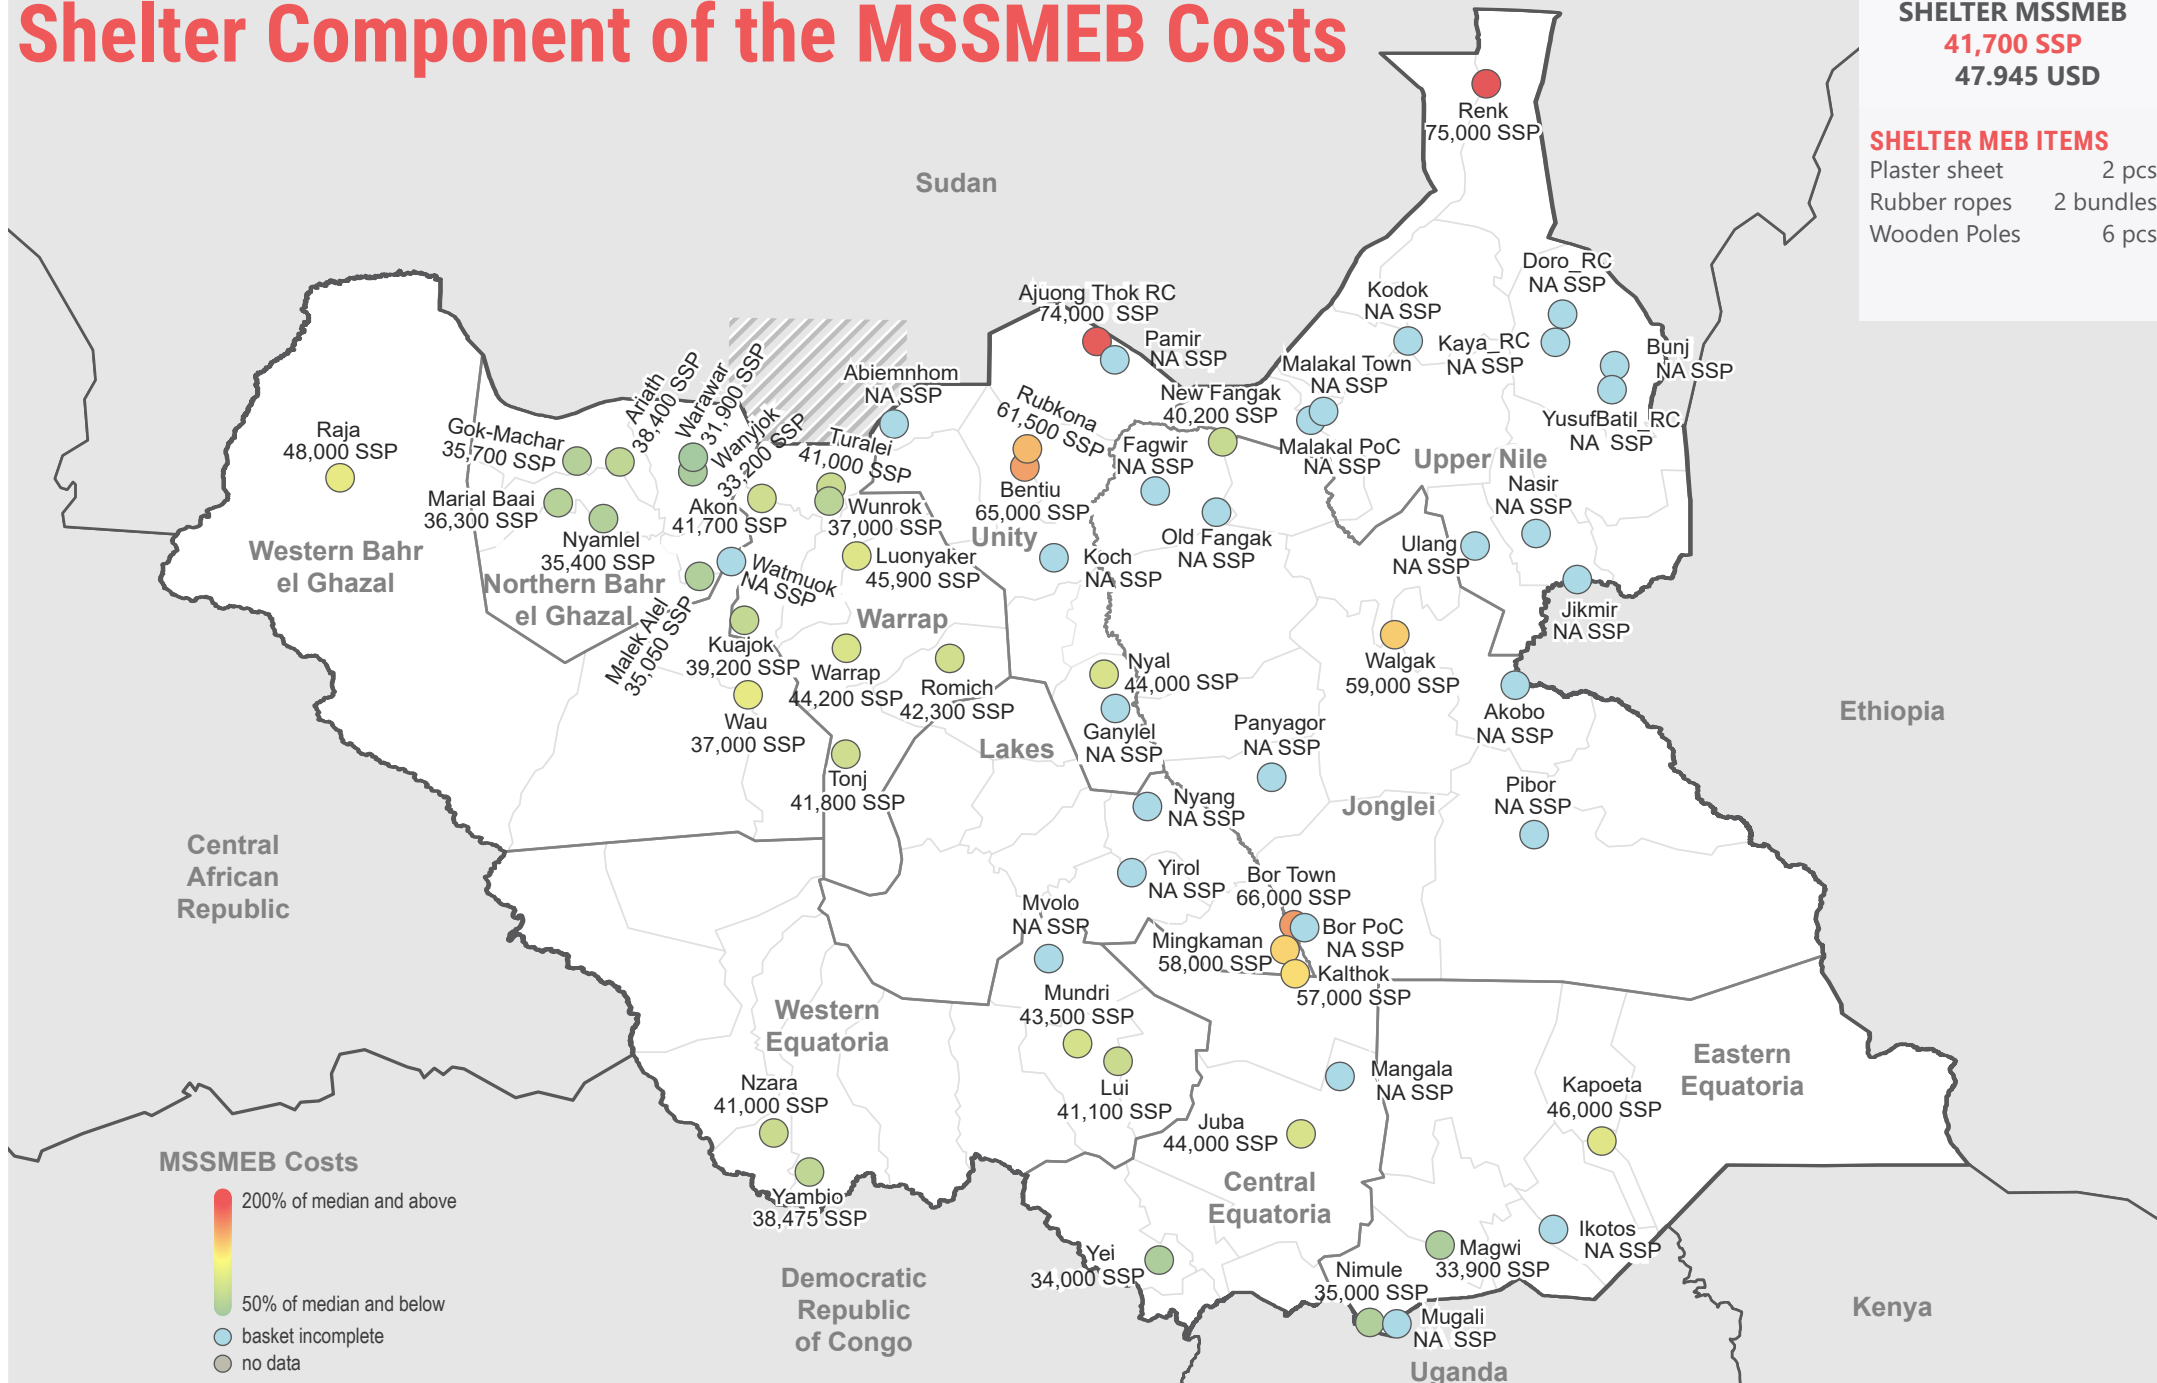 Shelter Component of the MSSMEB Costs
SHELTER MSSMEB
41,700 SSP
47.945 USD
SHELTER MEB ITEMS
Plaster sheet 2 pcs
Rubber ropes 2 bundles
Wooden Poles 6 pcs
Renk
75,000 SSP
Sudan
Doro_RC
NA SSP
Kodok
NA SSP
Kaya_RC
NA SSP
Bunj
NA SSP
YusufBatil_RC
NA SSP
Ajuong Thok RC
74,000 SSP
Pamir
NA SSP
Malakal Town
NA SSP
Malakal PoC
NA SSP
New Fangak
40,200 SSP
Abiemnhom
NA SSP
Rubkona
61,500 SSP
Bentiu
65,000 SSP
Fagwir
NA SSP
Old Fangak
NA SSP
Upper Nile
Nasir
NA SSP
Ulang
NA SSP
Jikmir
NA SSP
Raja
48,000 SSP
Gok-Machar
35,700 SSP
Ariath
38,400 SSP
Warawar
31,900 SSP
Wanyjok
33,200 SSP
Turalei
41,000 SSP
Wunrok
37,000 SSP
Akon
41,700 SSP
Marial Baai
36,300 SSP
Nyamlel
35,400 SSP
Western Bahr
el Ghazal
Northern Bahr
el Ghazal
Malek Alel
35,050 SSP
Watmuok
NA SSP
Luonyaker
45,900 SSP
Unity
Koch
NA SSP
Warrap
Kuajok
39,200 SSP
Warrap
44,200 SSP
Romich
42,300 SSP
Wau
37,000 SSP
Tonj
41,800 SSP
Lakes
Nyal
44,000 SSP
Ganylel
NA SSP
Walgak
59,000 SSP
Akobo
NA SSP
Ethiopia
Panyagor
NA SSP
Pibor
NA SSP
Jonglei
Nyang
NA SSP
Yirol
NA SSP
Bor Town
66,000 SSP
Bor PoC
NA SSP
Mingkaman
58,000 SSP
Kalthok
57,000 SSP
Central
African
Republic
Mvolo
NA SSP
Mundri
43,500 SSP
Lui
41,100 SSP
Western
Equatoria
Nzara
41,000 SSP
Yambio
38,475 SSP
Mangala
NA SSP
Juba
44,000 SSP
Central
Equatoria
Eastern
Equatoria
Kapoeta
46,000 SSP
Yei
34,000 SSP
Ikotos
NA SSP
Magwi
33,900 SSP
Nimule
35,000 SSP
Mugali
NA SSP
Democratic
Republic
of Congo
Kenya
Uganda
MSSMEB Costs
200% of median and above
50% of median and below
basket incomplete
no data